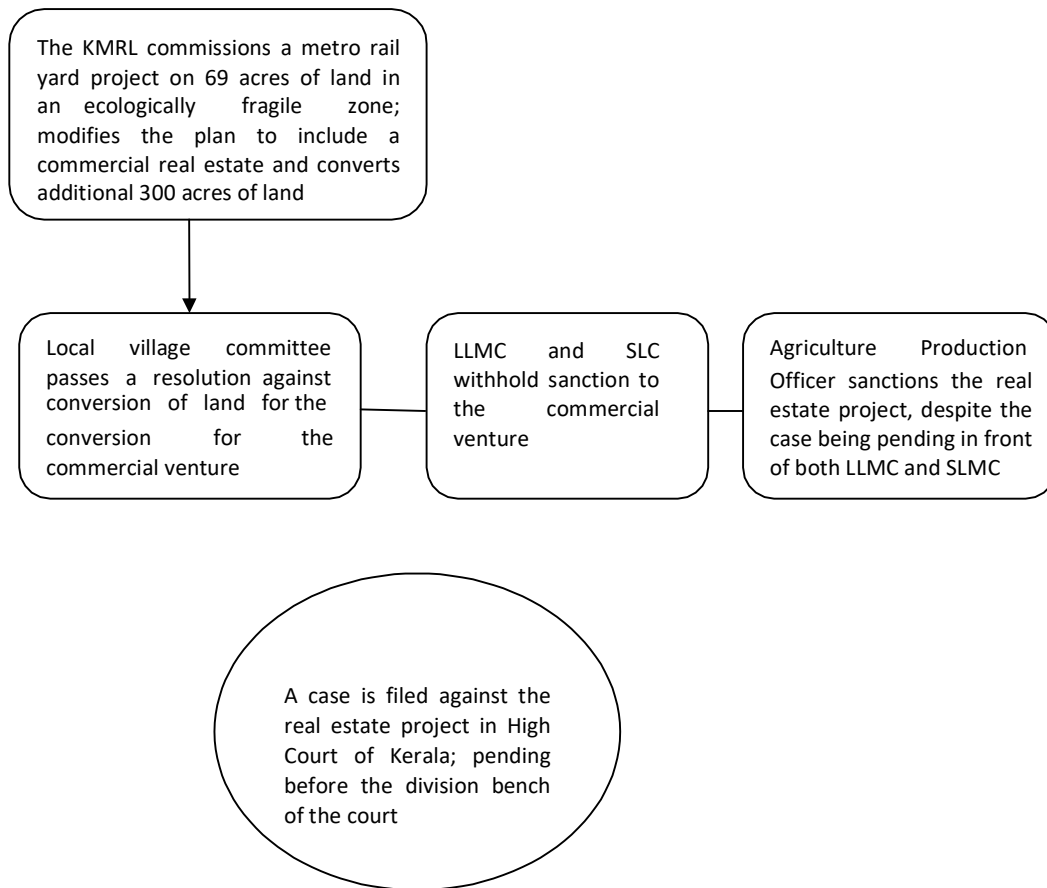 The KMRL commissions a metro rail
yard project on 69 acres of land in
an ecologically fragile zone;
modifies the plan to include a
commercial real estate and converts
additional 300 acres of land
Local village committee
passes a resolution against
conversion of land for the
conversion for the
commercial venture
LLMC and SLC
withhold sanction to
the commercial
venture
Agriculture Production
Officer sanctions the real
estate project, despite the
case being pending in front
of both LLMC and SLMC
A case is filed against the
real estate project in High
Court of Kerala; pending
before the division bench
of the court